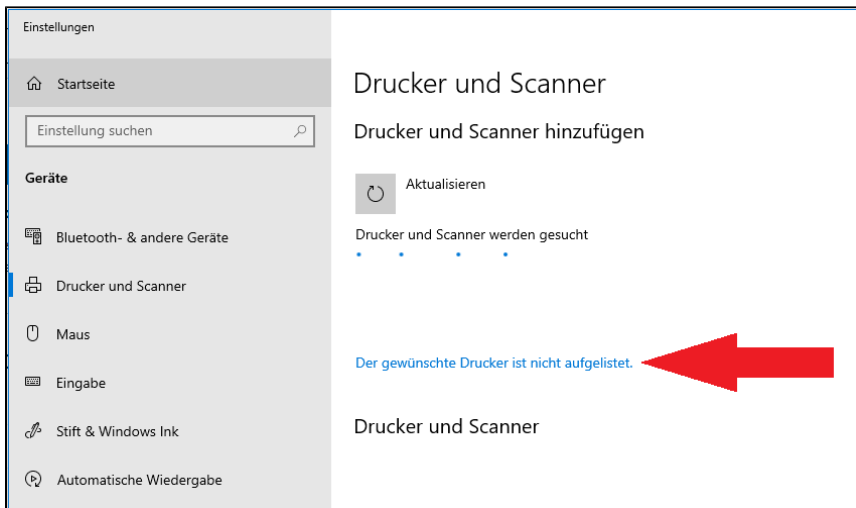 Einstellungen
Startseite
Einstellung suchen
Geräte
Bluetooth- & andere Geräte
Drucker und Scanner
Maus
Eingabe
Stift & Windows Ink
Automatische Wiedergabe
Drucker und Scanner
Drucker und Scanner hinzufügen
Aktualisieren
Drucker und Scanner werden gesucht
Der gewünschte Drucker ist nicht aufgelistet.
Drucker und Scanner